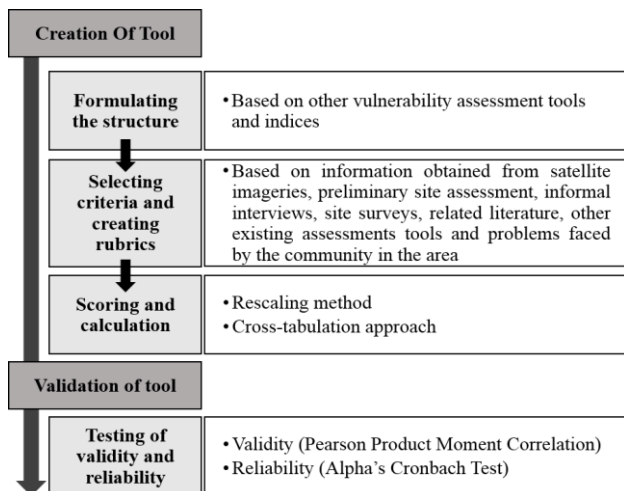 Creation Of Tool
Formulating
the structure
•Based on other vulnerability assessment tools
and indices
Selecting
criteria and
creating
rubrics
•Based on information obtained from satellite
imageries, preliminary site assessment, informal
interviews, site surveys, related literature, other
existing assessments tools and problems faced
by the community in the area
Scoring and
calculation
•Rescaling method
•Cross-tabulation approach
Validation of tool
Testing of
validity and
reliability
•Validity (Pearson Product Moment Correlation)
•Reliability (Alpha's Cronbach Test)